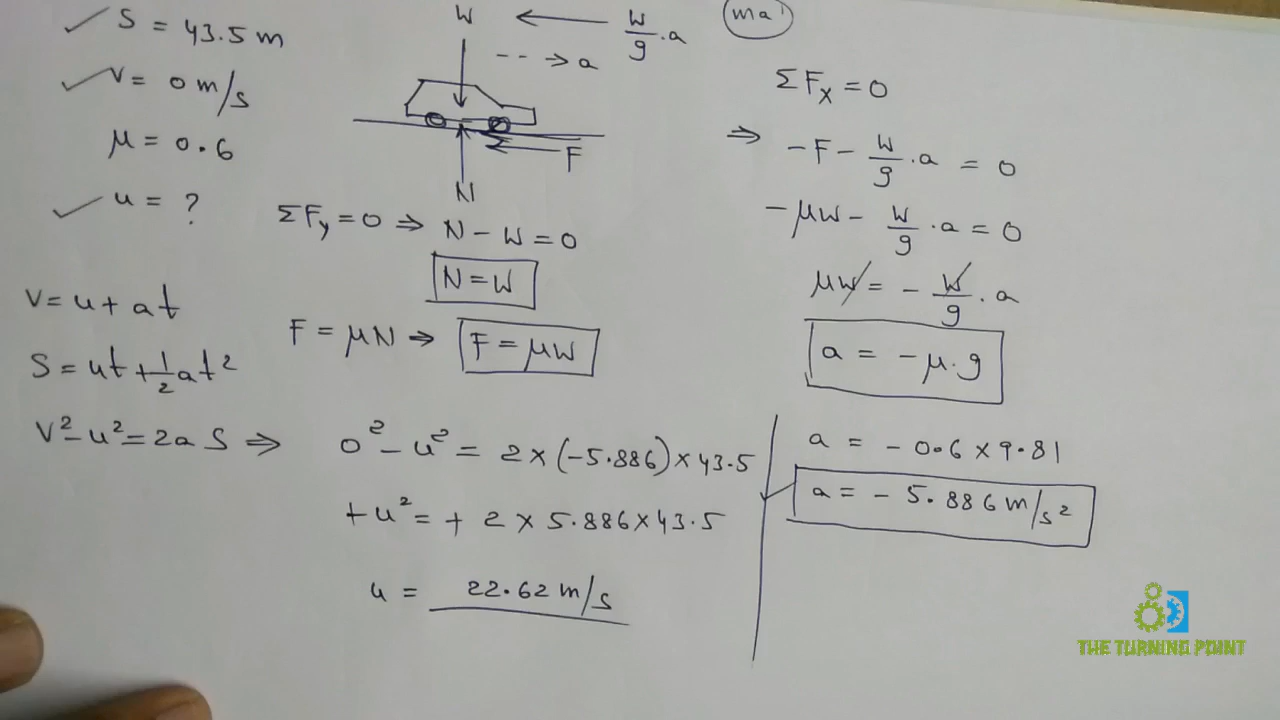 S = 43.5 m
V = 0 m/s
μ = 0.6
u = ?
W
W/g .a
ma
-- → a
F
N
ΣFy = 0 ⇒ N - W = 0
N = W
F = μN ⇒ F = μW
V = u + at
S = ut + 1/2 at²
V² - u² = 2a S ⇒ 0² - u² = 2 × (-5.886) × 43.5
+u² = + 2 × 5.886 × 43.5
u = 22.62 m/s
ΣFx = 0
⇒ -F - W/g .a = 0
-μW - W/g .a = 0
μW = - W/g .a
a = -μ.g
a = -0.6 × 9.81
a = -5.886 m/s²
THE TURNING POINT